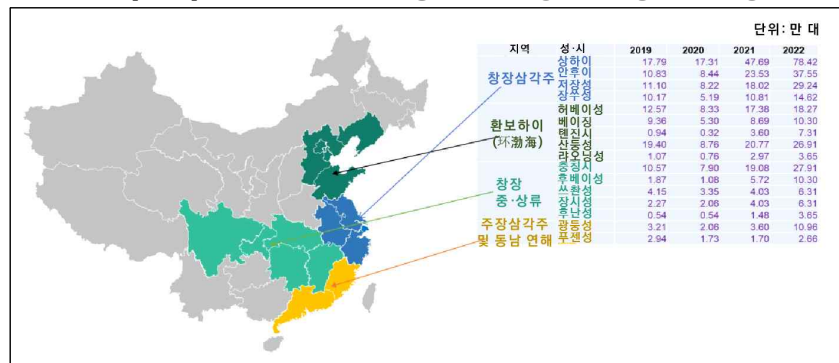 단위: 만 대
지역 성·시 2019 2020 2021 2022
상하이 17.79 17.31 47.69 78.42
안후이 10.83 8.44 23.53 37.55
저장성 11.10 8.22 18.02 29.24
장쑤성 10.17 5.19 10.81 14.62
허베이성 12.57 8.33 17.38 18.27
베이징 9.36 5.30 8.69 10.30
톈진시 0.94 0.32 3.60 7.31
산둥성 19.40 8.76 20.77 26.91
랴오닝성 1.07 0.76 2.97 3.65
충칭시 10.57 7.90 19.08 27.91
후베이성 1.87 1.08 5.72 10.30
쓰촨성 4.15 3.35 4.03 6.31
장시성 2.27 2.06 4.03 6.31
후난성 0.54 0.54 1.48 3.65
광둥성 3.21 2.06 3.60 10.96
푸젠성 2.94 1.73 1.70 2.66
창장삼각주
환보하이
(环渤海)
창장
중·상류
주장삼각주
및 동남 연해